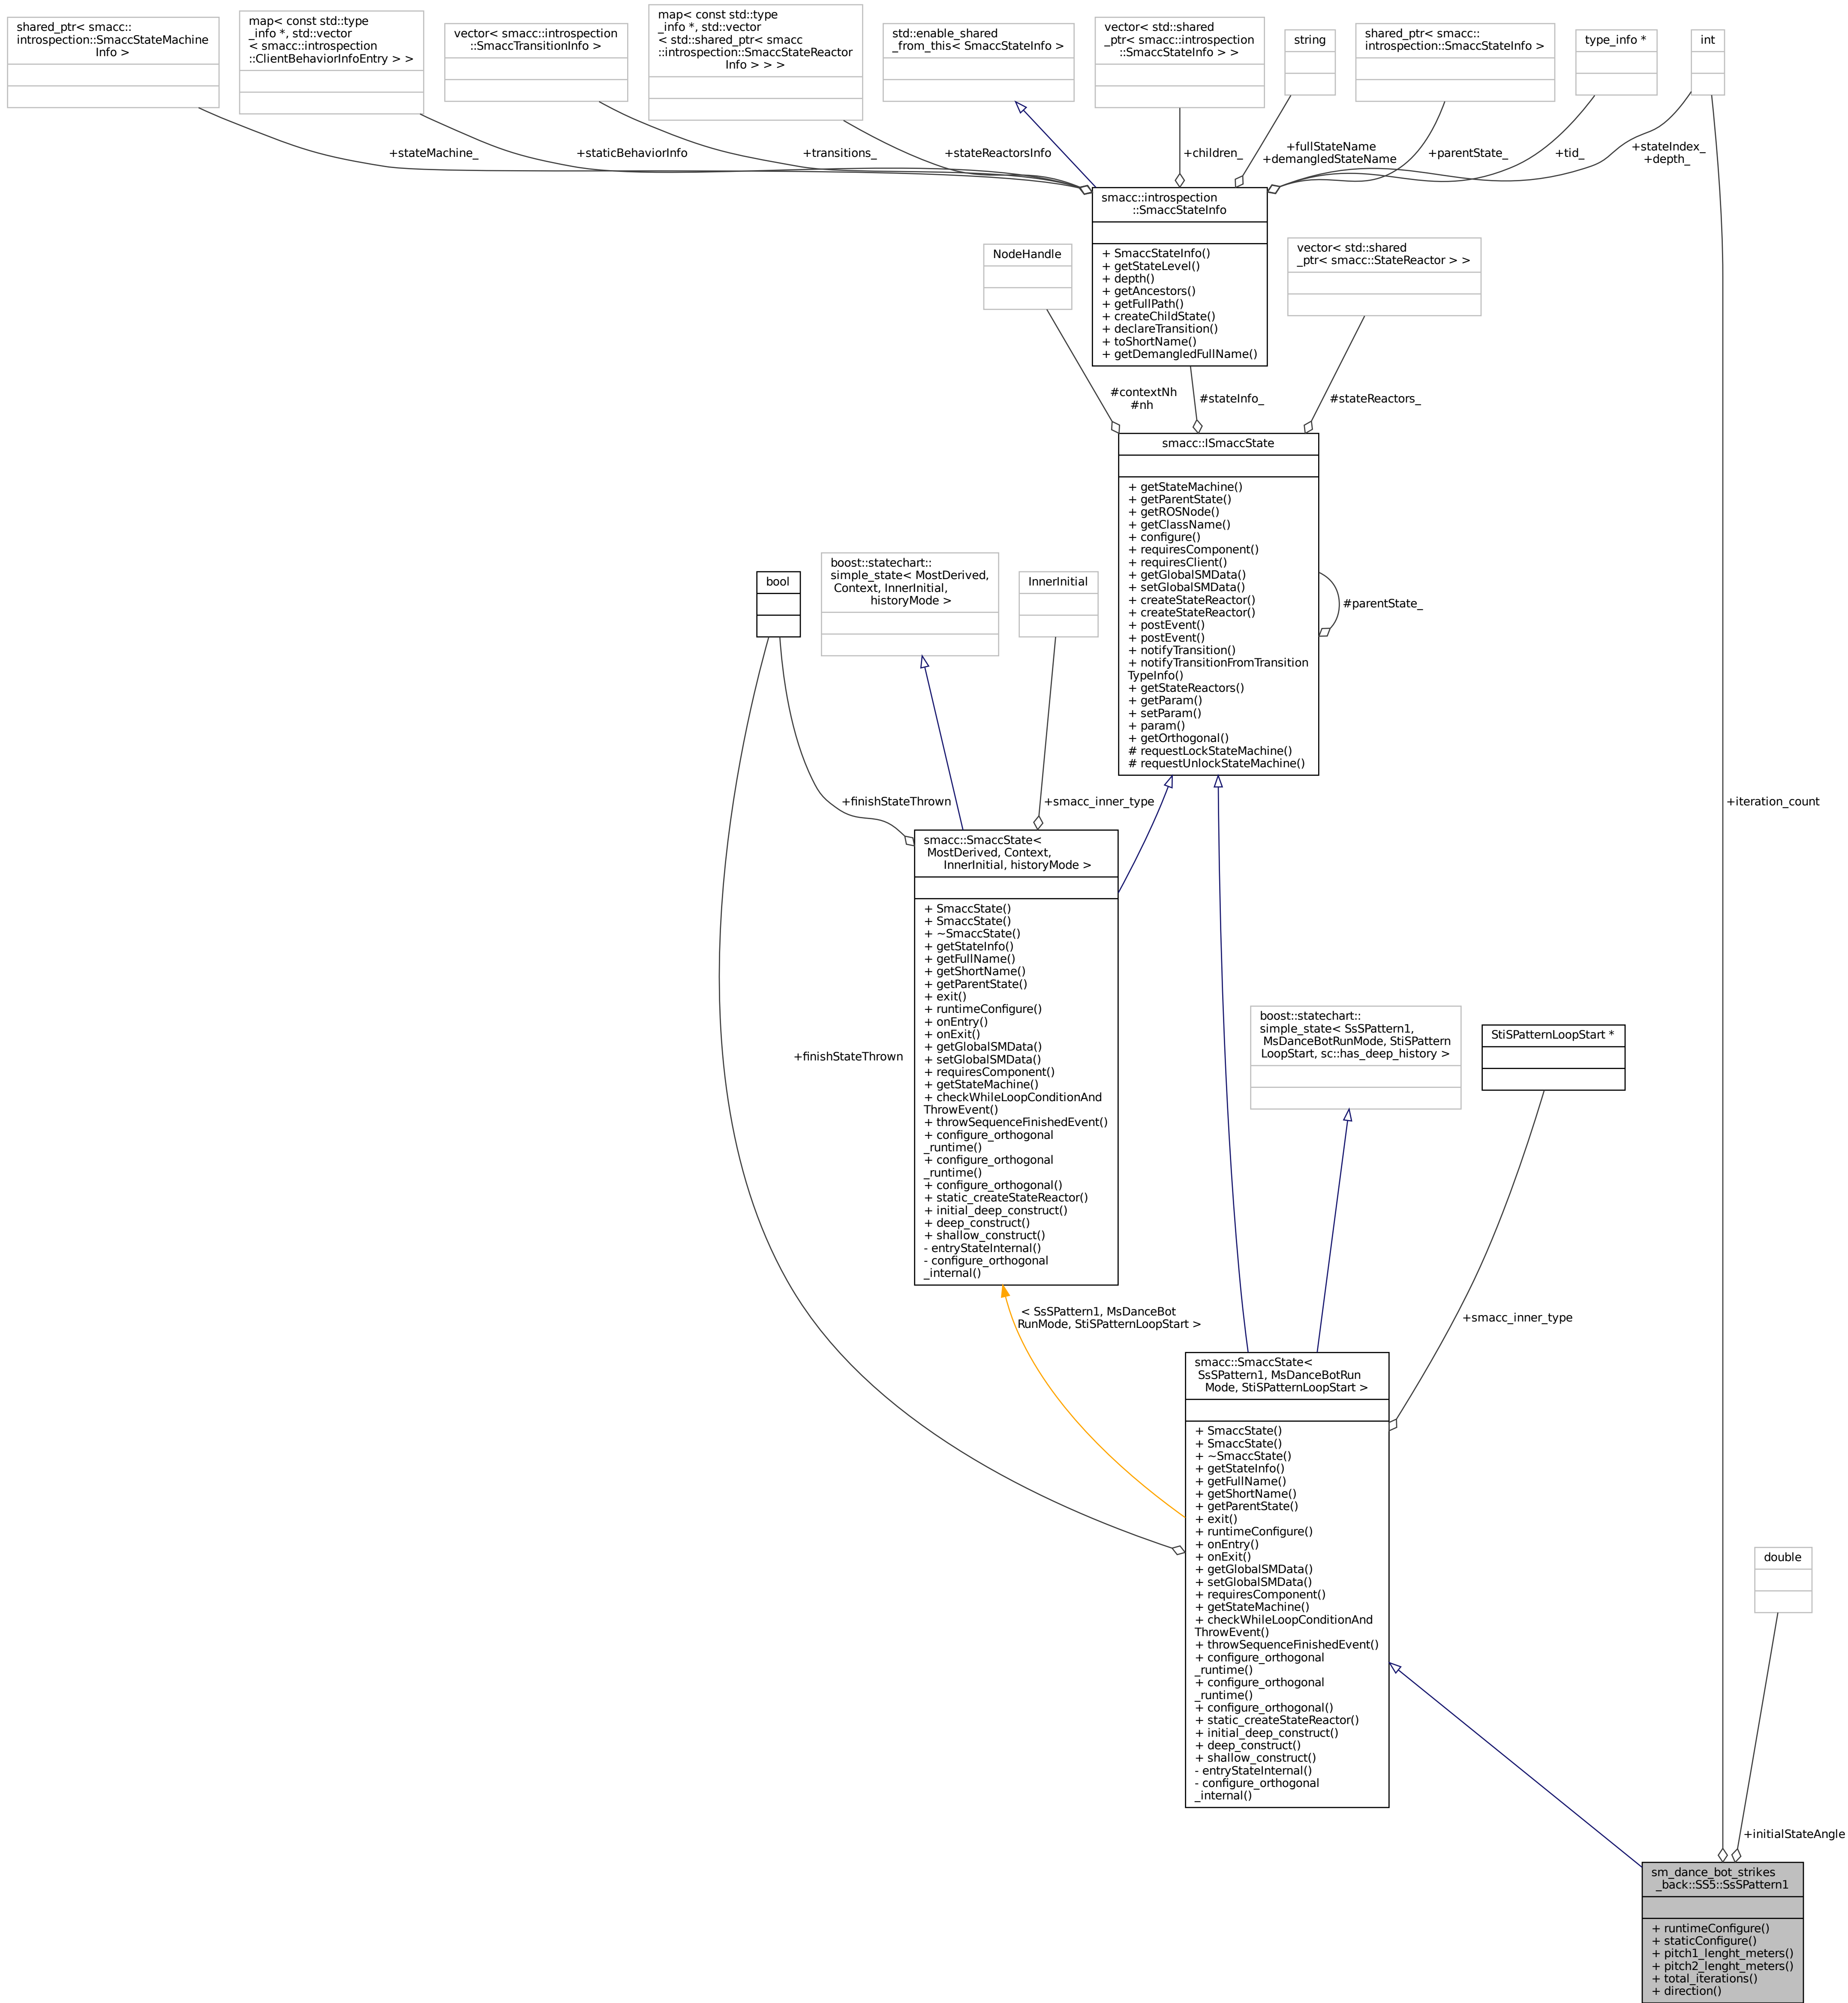 shared_ptr< smacc::
introspection::SmaccStateMachine
Info >
map< const std::type
_info *, std::vector
< smacc::introspection
::ClientBehaviorInfoEntry > >
vector< smacc::introspection
::SmaccTransitionInfo >
map< const std::type
_info *, std::vector
< std::shared_ptr< smacc
::introspection::SmaccStateReactor
Info > > >
std::enable_shared
_from_this< SmaccStateInfo >
vector< std::shared
_ptr< smacc::introspection
::SmaccStateInfo > >
string
shared_ptr< smacc::
introspection::SmaccStateInfo >
type_info *
int
+stateMachine_
+staticBehaviorInfo
+transitions_
+stateReactorsInfo
+children_
+fullStateName
+demangledStateName
+parentState_
+tid_
+stateIndex_
+depth_
smacc::introspection
::SmaccStateInfo
+ SmaccStateInfo()
+ getStateLevel()
+ depth()
+ getAncestors()
+ getFullPath()
+ createChildState()
+ declareTransition()
+ toShortName()
+ getDemangledFullName()
NodeHandle
vector< std::shared
_ptr< smacc::StateReactor > >
#contextNh
#nh
#stateInfo_
#stateReactors_
smacc::ISmaccState
+ getStateMachine()
+ getParentState()
+ getROSNode()
+ getClassName()
+ configure()
+ requiresComponent()
+ requiresClient()
+ getGlobalSMData()
+ setGlobalSMData()
+ createStateReactor()
+ createStateReactor()
+ postEvent()
+ postEvent()
+ notifyTransition()
+ notifyTransitionFromTransition
TypeInfo()
+ getStateReactors()
+ getParam()
+ setParam()
+ param()
+ getOrthogonal()
# requestLockStateMachine()
# requestUnlockStateMachine()
#parentState_
bool
boost::statechart::
simple_state< MostDerived,
Context, InnerInitial,
historyMode >
InnerInitial
+finishStateThrown
+smacc_inner_type
+iteration_count
smacc::SmaccState<
MostDerived, Context,
InnerInitial, historyMode >
+ SmaccState()
+ SmaccState()
+ ~SmaccState()
+ getStateInfo()
+ getFullName()
+ getShortName()
+ getParentState()
+ exit()
+ runtimeConfigure()
+ onEntry()
+ onExit()
+ getGlobalSMData()
+ setGlobalSMData()
+ requiresComponent()
+ getStateMachine()
+ checkWhileLoopConditionAnd
ThrowEvent()
+ throwSequenceFinishedEvent()
+ configure_orthogonal
_runtime()
+ configure_orthogonal
_runtime()
+ configure_orthogonal()
+ static_createStateReactor()
+ initial_deep_construct()
+ deep_construct()
+ shallow_construct()
- entryStateInternal()
- configure_orthogonal
_internal()
+finishStateThrown
boost::statechart::
simple_state< SsSPattern1,
MsDanceBotRunMode, StiSPattern
LoopStart, sc::has_deep_history >
StiSPatternLoopStart *
< SsSPattern1, MsDanceBot
RunMode, StiSPatternLoopStart >
+smacc_inner_type
smacc::SmaccState<
SsSPattern1, MsDanceBotRun
Mode, StiSPatternLoopStart >
+ SmaccState()
+ SmaccState()
+ ~SmaccState()
+ getStateInfo()
+ getFullName()
+ getShortName()
+ getParentState()
+ exit()
+ runtimeConfigure()
+ onEntry()
+ onExit()
+ getGlobalSMData()
+ setGlobalSMData()
+ requiresComponent()
+ getStateMachine()
+ checkWhileLoopConditionAnd
ThrowEvent()
+ throwSequenceFinishedEvent()
+ configure_orthogonal
_runtime()
+ configure_orthogonal
_runtime()
+ configure_orthogonal()
+ static_createStateReactor()
+ initial_deep_construct()
+ deep_construct()
+ shallow_construct()
- entryStateInternal()
- configure_orthogonal
_internal()
double
+initialStateAngle
sm_dance_bot_strikes
_back::SS5::SsSPattern1
+ runtimeConfigure()
+ staticConfigure()
+ pitch1_lenght_meters()
+ pitch2_lenght_meters()
+ total_iterations()
+ direction()